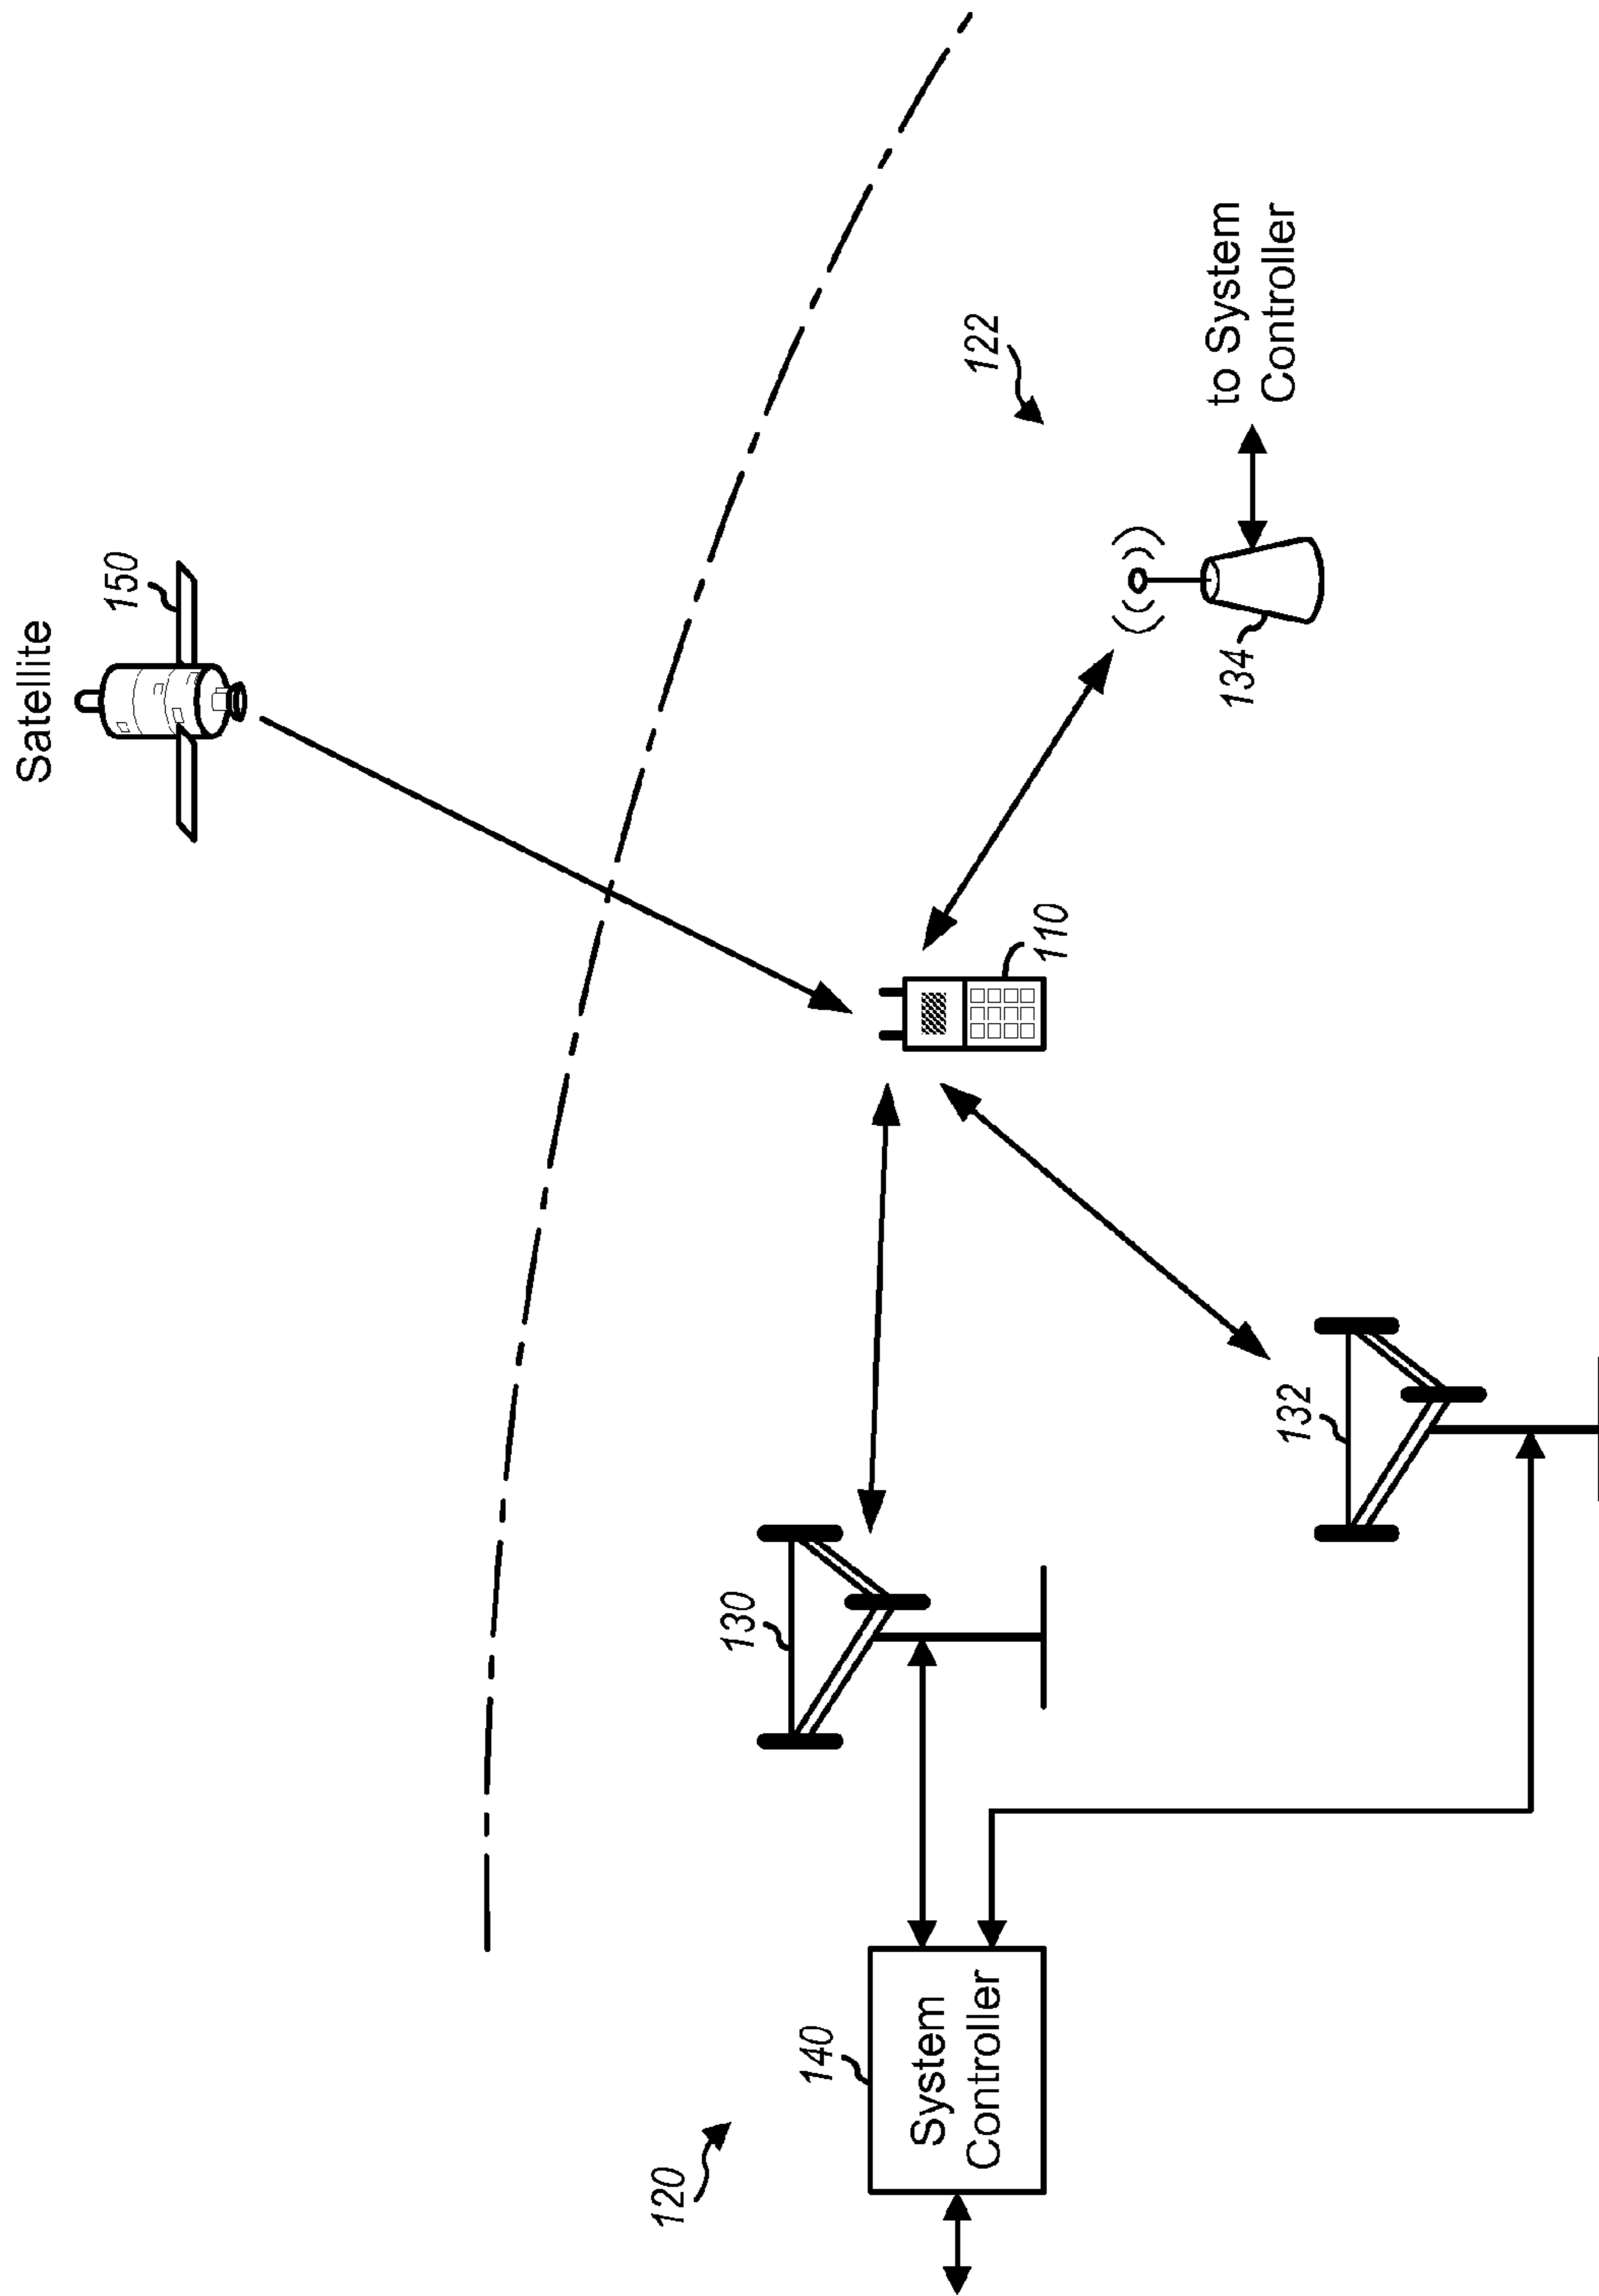 Satellite
150
122
120
140
System
Controller
130
110
to System
Controller
134
132